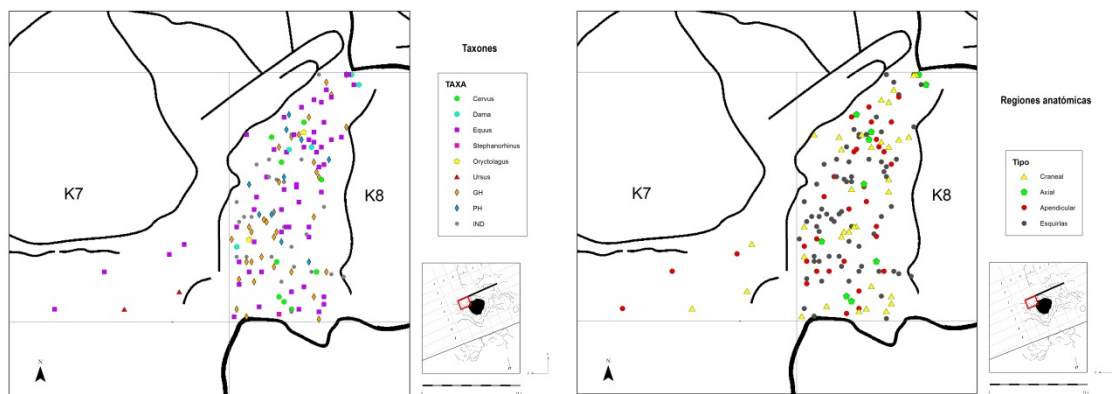 K7
K8
N
Taxones
TAXA
Cervus
Dama
Equus
Stephanorhinus
Oryctolagus
Ursus
GH
PH
IND
K7
K8
N
Regiones anatómicas
Tipo
Craneal
Axial
Apendicular
Esquirlas